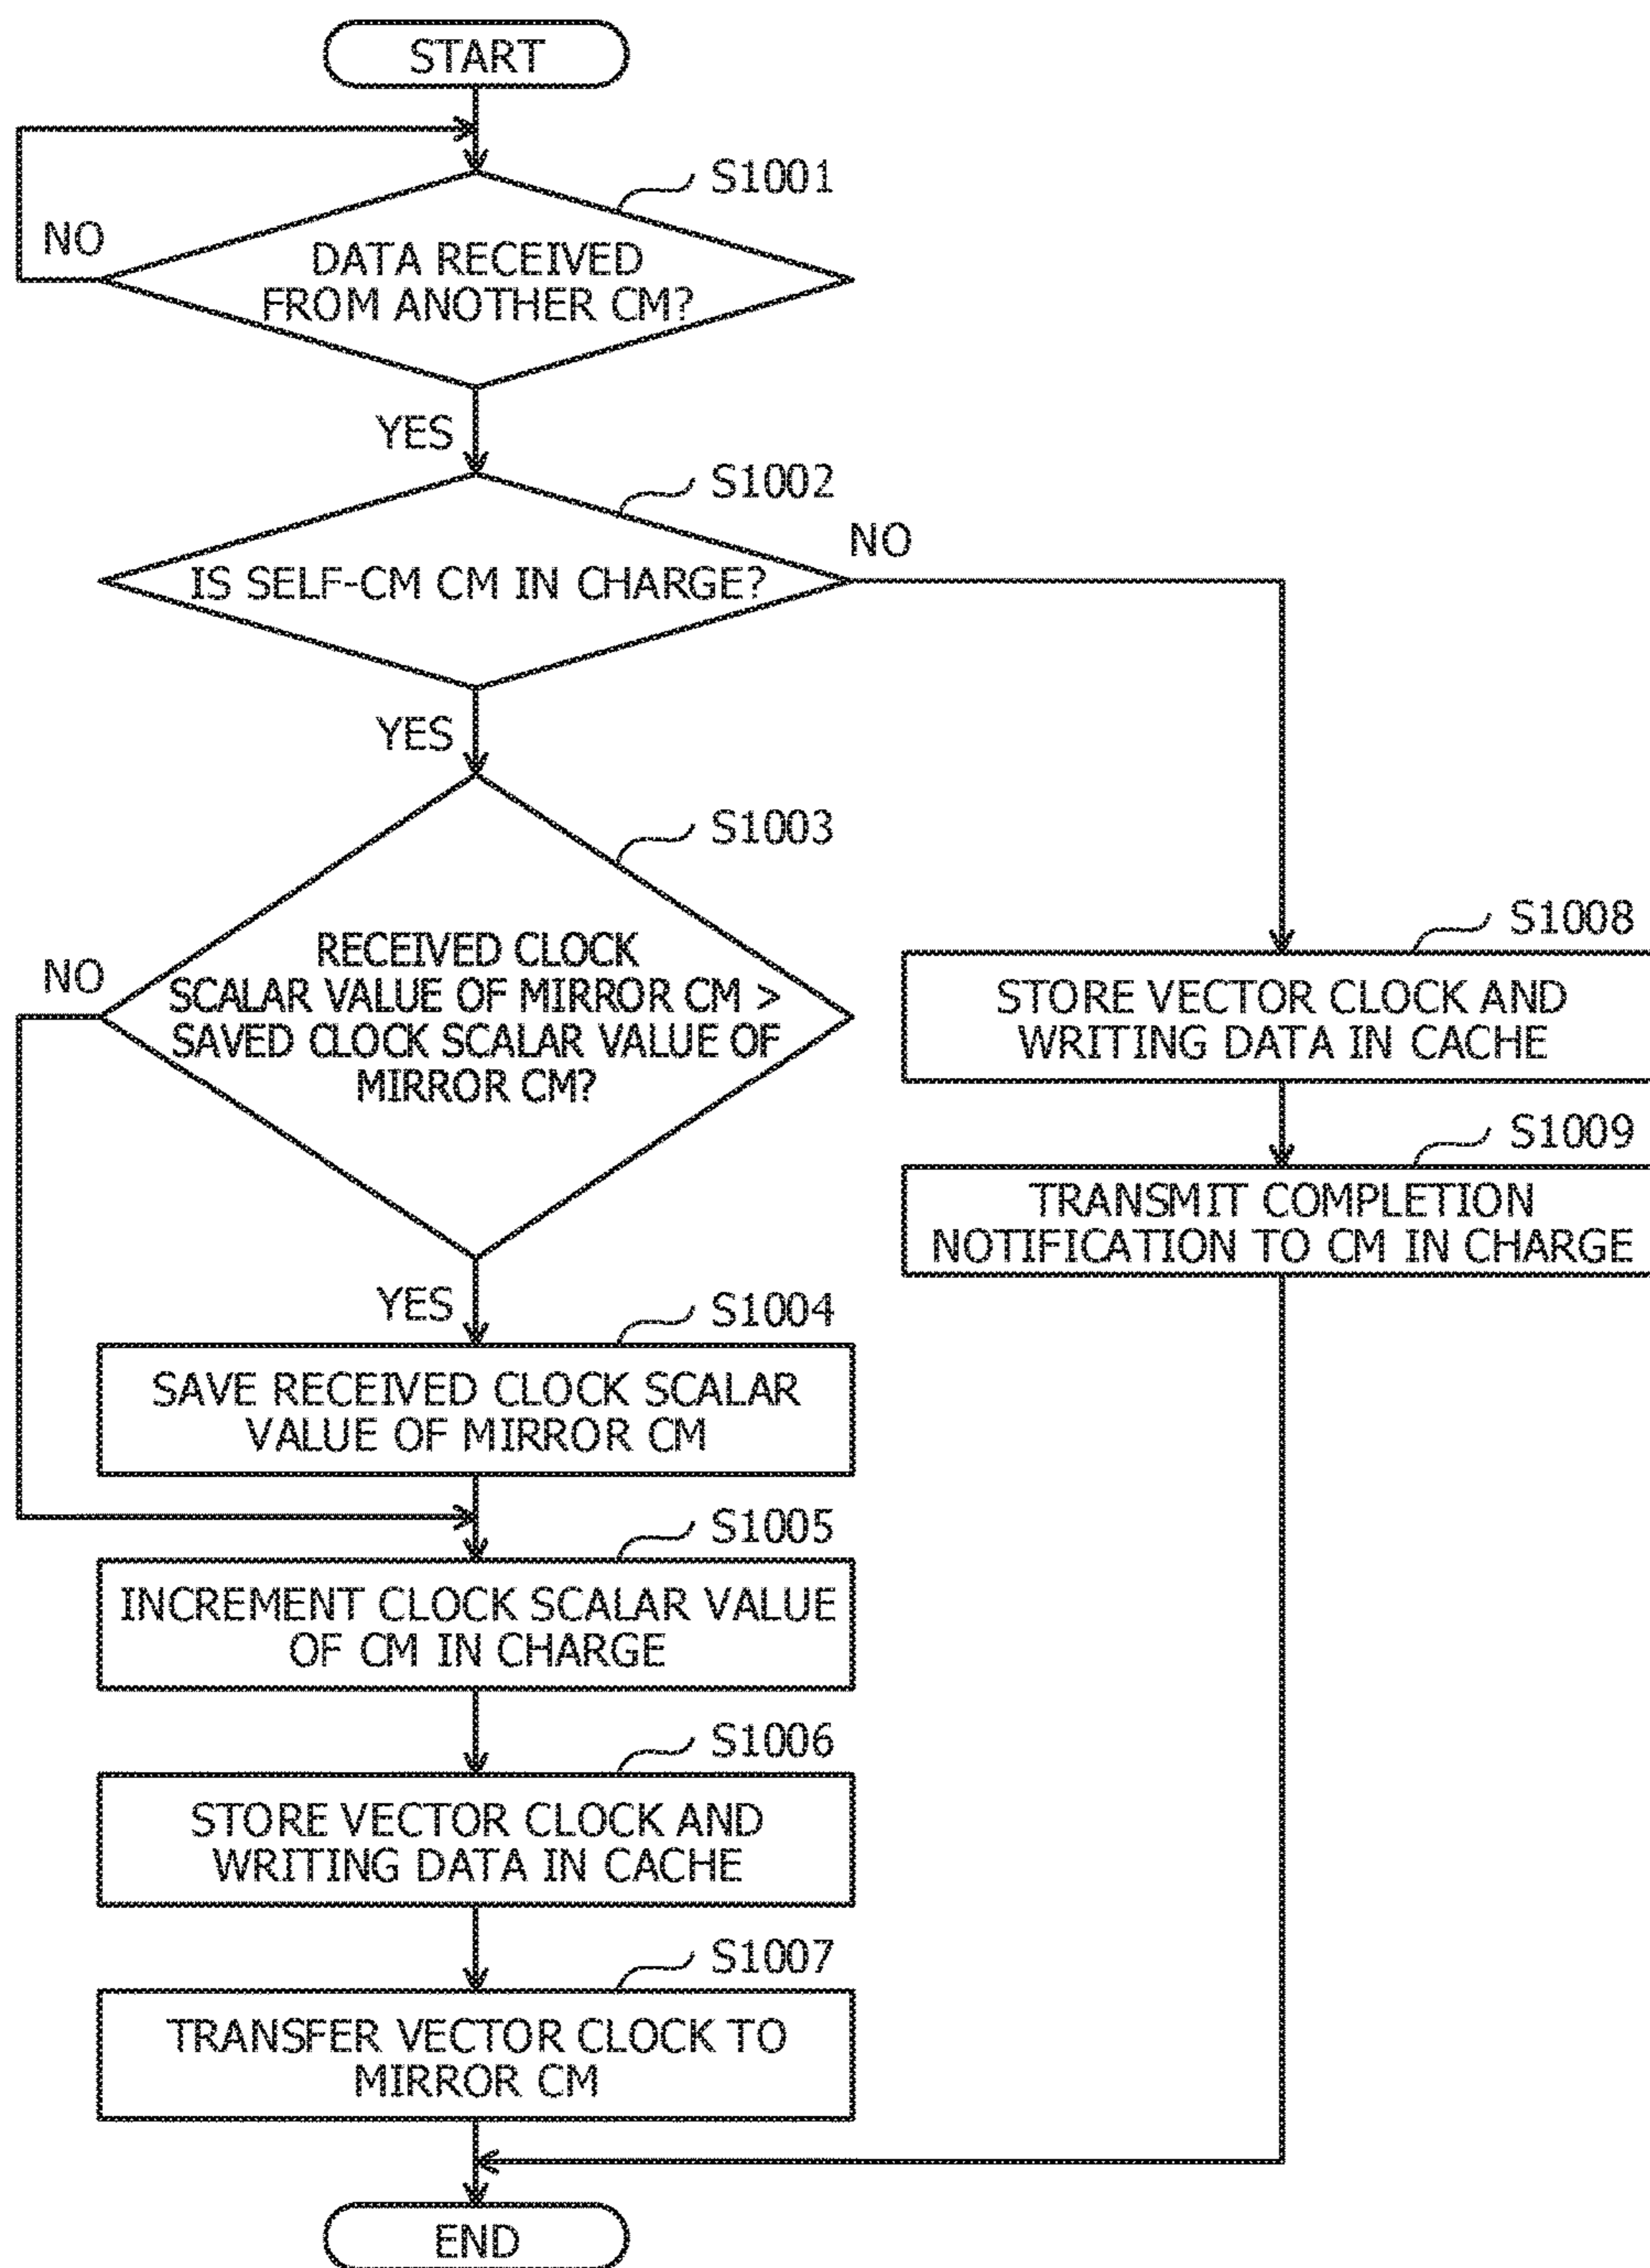 START
S1001
NO
DATA RECEIVED
FROM ANOTHER CM?
YES
S1002
NO
IS SELF-CM CM IN CHARGE?
YES
S1003
NO
RECEIVED CLOCK
SCALAR VALUE OF MIRROR CM >
SAVED CLOCK SCALAR VALUE OF
MIRROR CM?
YES
S1004
SAVE RECEIVED CLOCK SCALAR
VALUE OF MIRROR CM
S1005
INCREMENT CLOCK SCALAR VALUE
OF CM IN CHARGE
S1006
STORE VECTOR CLOCK AND
WRITING DATA IN CACHE
S1007
TRANSFER VECTOR CLOCK TO
MIRROR CM
S1008
STORE VECTOR CLOCK AND
WRITING DATA IN CACHE
S1009
TRANSMIT COMPLETION
NOTIFICATION TO CM IN CHARGE
END